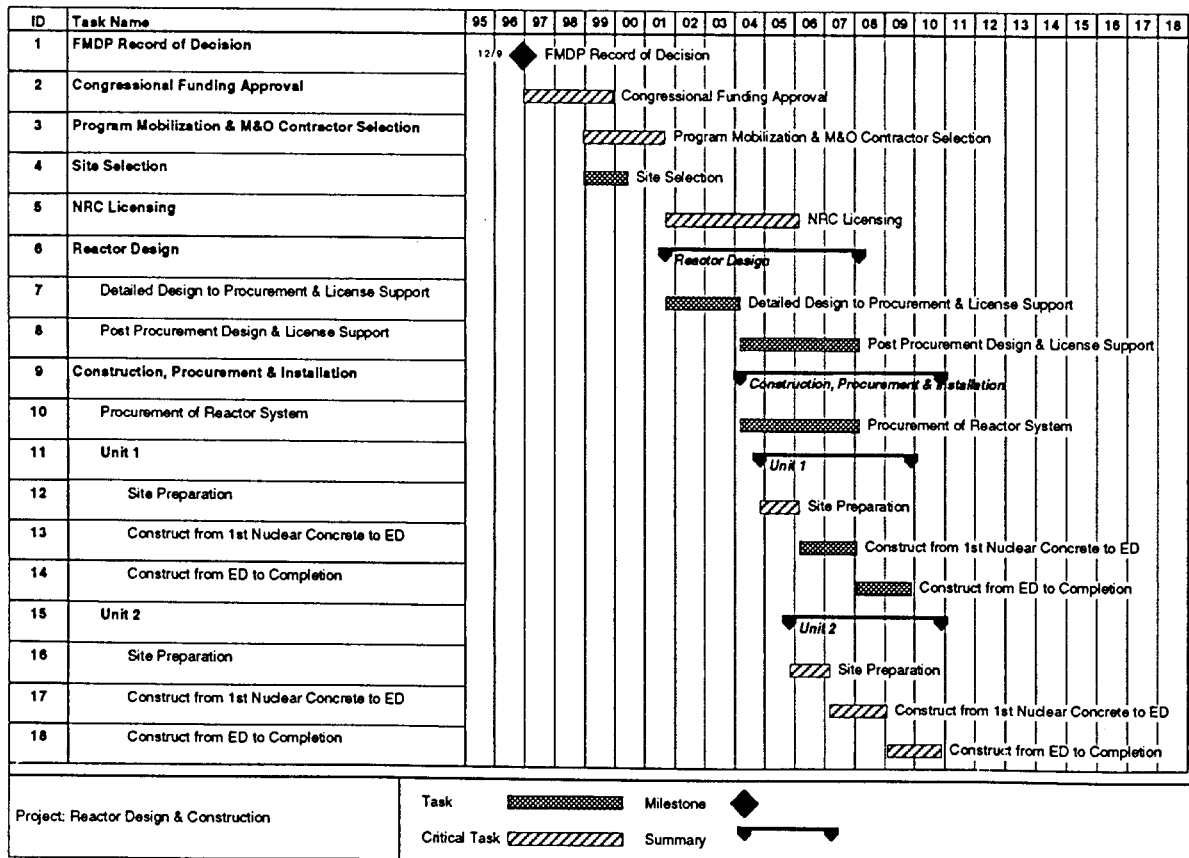 ID Task Name 95 96 97 98 99 00 01 02 03 04 05 06 07 08 09 10 11 12 13 14 15 16 17 18
1 FMDP Record of Decision 12/9 FMDP Record of Decision
2 Congressional Funding Approval Congressional Funding Approval
3 Program Mobilization & M&O Contractor Selection Program Mobilization & M&O Contractor Selection
4 Site Selection Site Selection
5 NRC Licensing NRC Licensing
6 Reactor Design Reactor Design
7 Detailed Design to Procurement & License Support Detailed Design to Procurement & License Support
8 Post Procurement Design & License Support Post Procurement Design & License Support
9 Construction, Procurement & Installation Construction, Procurement & Installation
10 Procurement of Reactor System Procurement of Reactor System
11 Unit 1 Unit 1
12 Site Preparation Site Preparation
13 Construct from 1st Nuclear Concrete to ED Construct from 1st Nuclear Concrete to ED
14 Construct from ED to Completion Construct from ED to Completion
15 Unit 2 Unit 2
16 Site Preparation Site Preparation
17 Construct from 1st Nuclear Concrete to ED Construct from 1st Nuclear Concrete to ED
18 Construct from ED to Completion Construct from ED to Completion
Project: Reactor Design & Construction
Task Milestone
Critical Task Summary